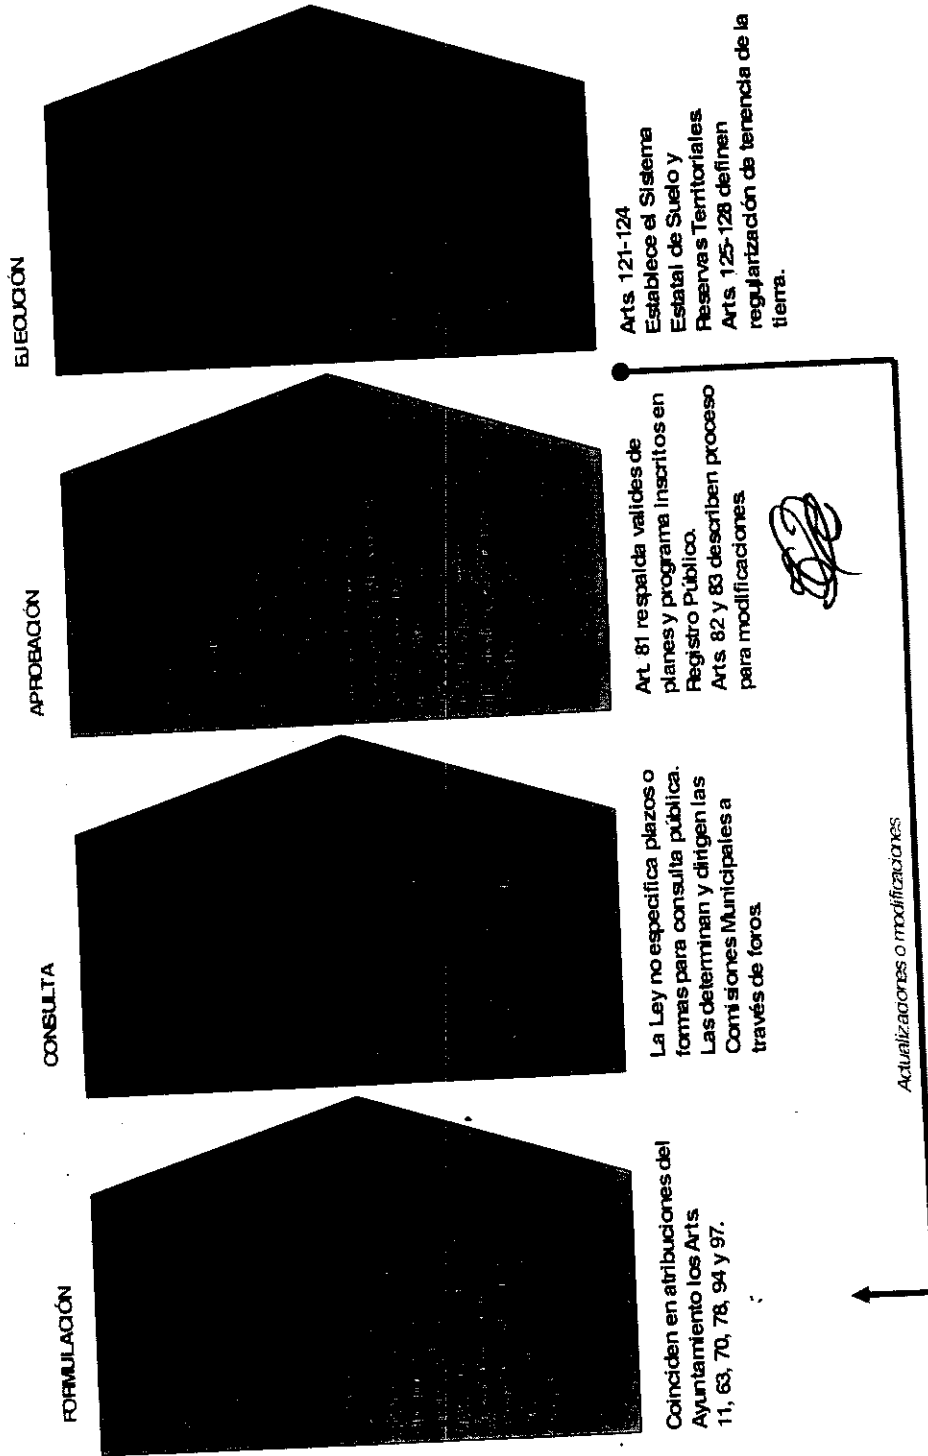 FORMULACIÓN
Coinciden en atribuciones del
Ayuntamiento los Arts.
11, 63, 70, 78, 94 y 97.
CONSULTA
La Ley no especifica plazos o
formas para consulta pública.
Las determinan y dirigen las
Comisiones Municipales a
través de foros.
APROBACIÓN
Art. 81 respalda valides de
planes y programa inscritos en
Registro Público.
Arts. 82 y 83 describen proceso
para modificaciones.
EJECUCIÓN
Arts. 121-124
Establece el Sistema
Estatal de Suelo y
Reservas Territoriales.
Arts. 125-128 definen
regularización de tenencia de la
tierra.
Actualizaciones o modificaciones